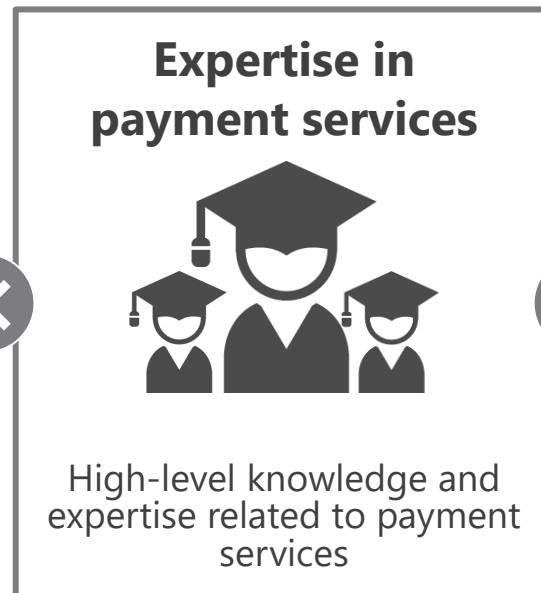 Expertise in
payment services
High-level knowledge and
expertise related to payment
services